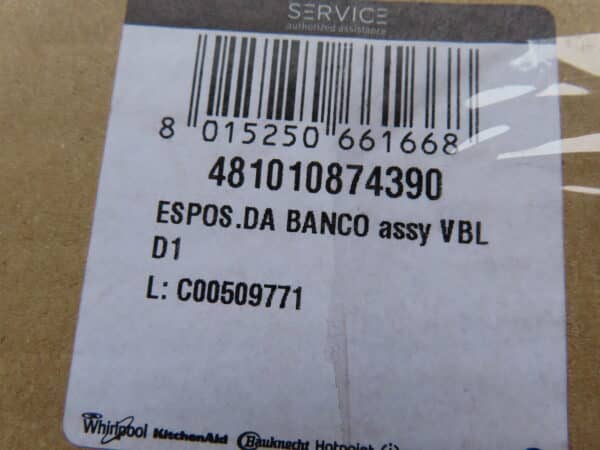 SERVICE
authorized assistance
8 015250 661668
481010874390
ESPOS.DA BANCO assy VBL
D1
L: C00509771
Whirlpool KitchenAid Bauknecht Hotpoint (i)